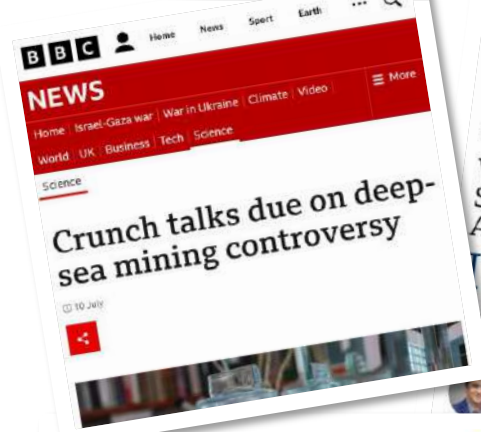 BBC Home News Sport Earth ...
NEWS
Home Israel-Gaza war War in Ukraine Climate Video More
World UK Business Tech Science
Science
Crunch talks due on deep-
sea mining controversy
10 July